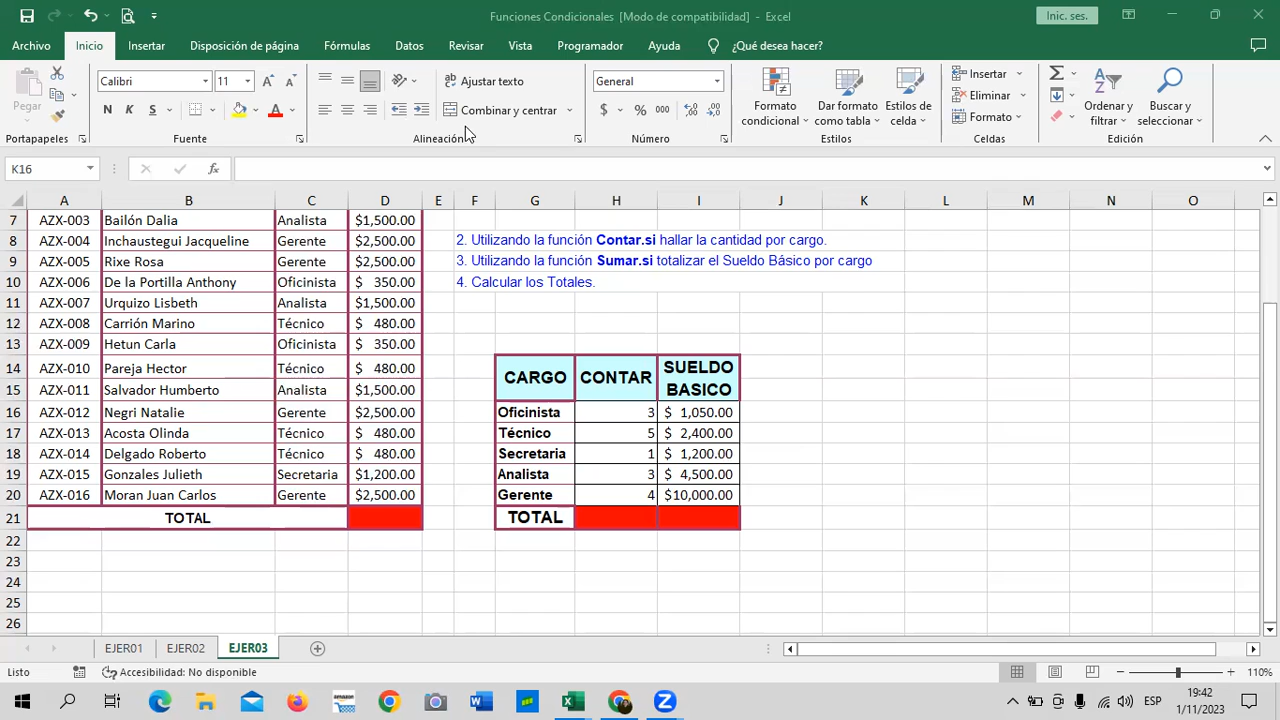 Funciones Condicionales [Modo de compatibilidad] - Excel
Inic. ses.
Archivo Inicio Insertar Disposición de página Fórmulas Datos Revisar Vista Programador Ayuda ¿Qué desea hacer?
Pegar
Portapapeles
Calibri 11
N K S
Fuente
Ajustar texto
Combinar y centrar
Alineación
General
$ % 000
Número
Formato condicional
Dar formato como tabla
Estilos de celda
Estilos
Insertar
Eliminar
Formato
Celdas
Ordenar y filtrar
Buscar y seleccionar
Edición
K16
A B C D E F G H I J K L M N O
7 AZX-003 Bailón Dalia Analista $1,500.00
8 AZX-004 Inchaustegui Jacqueline Gerente $2,500.00 2. Utilizando la función Contar.si hallar la cantidad por cargo.
9 AZX-005 Rixe Rosa Gerente $2,500.00 3. Utilizando la función Sumar.si totalizar el Sueldo Básico por cargo
10 AZX-006 De la Portilla Anthony Oficinista $ 350.00 4. Calcular los Totales.
11 AZX-007 Urquizo Lisbeth Analista $1,500.00
12 AZX-008 Carrión Marino Técnico $ 480.00
13 AZX-009 Hetun Carla Oficinista $ 350.00
14 AZX-010 Pareja Hector Técnico $ 480.00 CARGO CONTAR SUELDO BASICO
15 AZX-011 Salvador Humberto Analista $1,500.00
16 AZX-012 Negri Natalie Gerente $2,500.00 Oficinista 3 $ 1,050.00
17 AZX-013 Acosta Olinda Técnico $ 480.00 Técnico 5 $ 2,400.00
18 AZX-014 Delgado Roberto Técnico $ 480.00 Secretaria 1 $ 1,200.00
19 AZX-015 Gonzales Julieth Secretaria $1,200.00 Analista 3 $ 4,500.00
20 AZX-016 Moran Juan Carlos Gerente $2,500.00 Gerente 4 $10,000.00
21 TOTAL TOTAL
22
23
24
25
26
EJER01 EJER02 EJER03
Listo Accesibilidad: No disponible 110%
ESP 19:42
1/11/2023